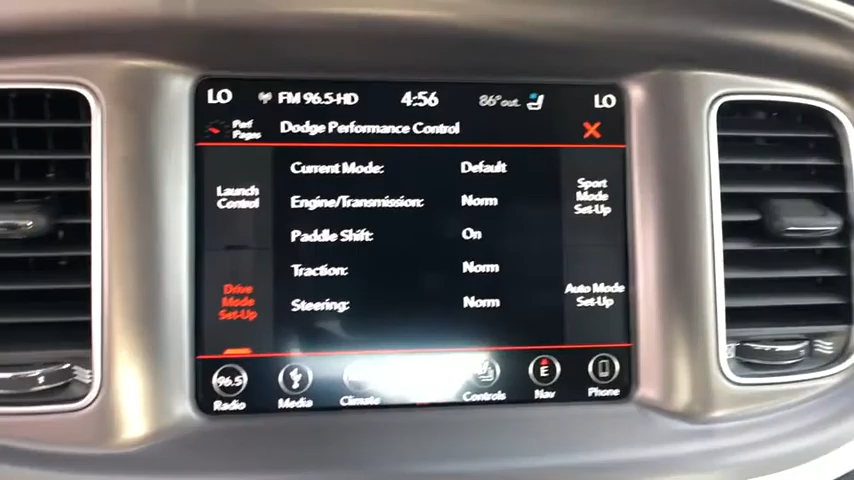 LO FM 96.5-HD 4:56 86° out LO
Perf Pages Dodge Performance Control
Launch Control
Drive Mode Set-Up
Current Mode: Default
Engine/Transmission: Norm
Paddle Shift: On
Traction: Norm
Steering: Norm
Sport Mode Set-Up
Auto Mode Set-Up
96.5 E
Radio Media Climate Controls Nav Phone